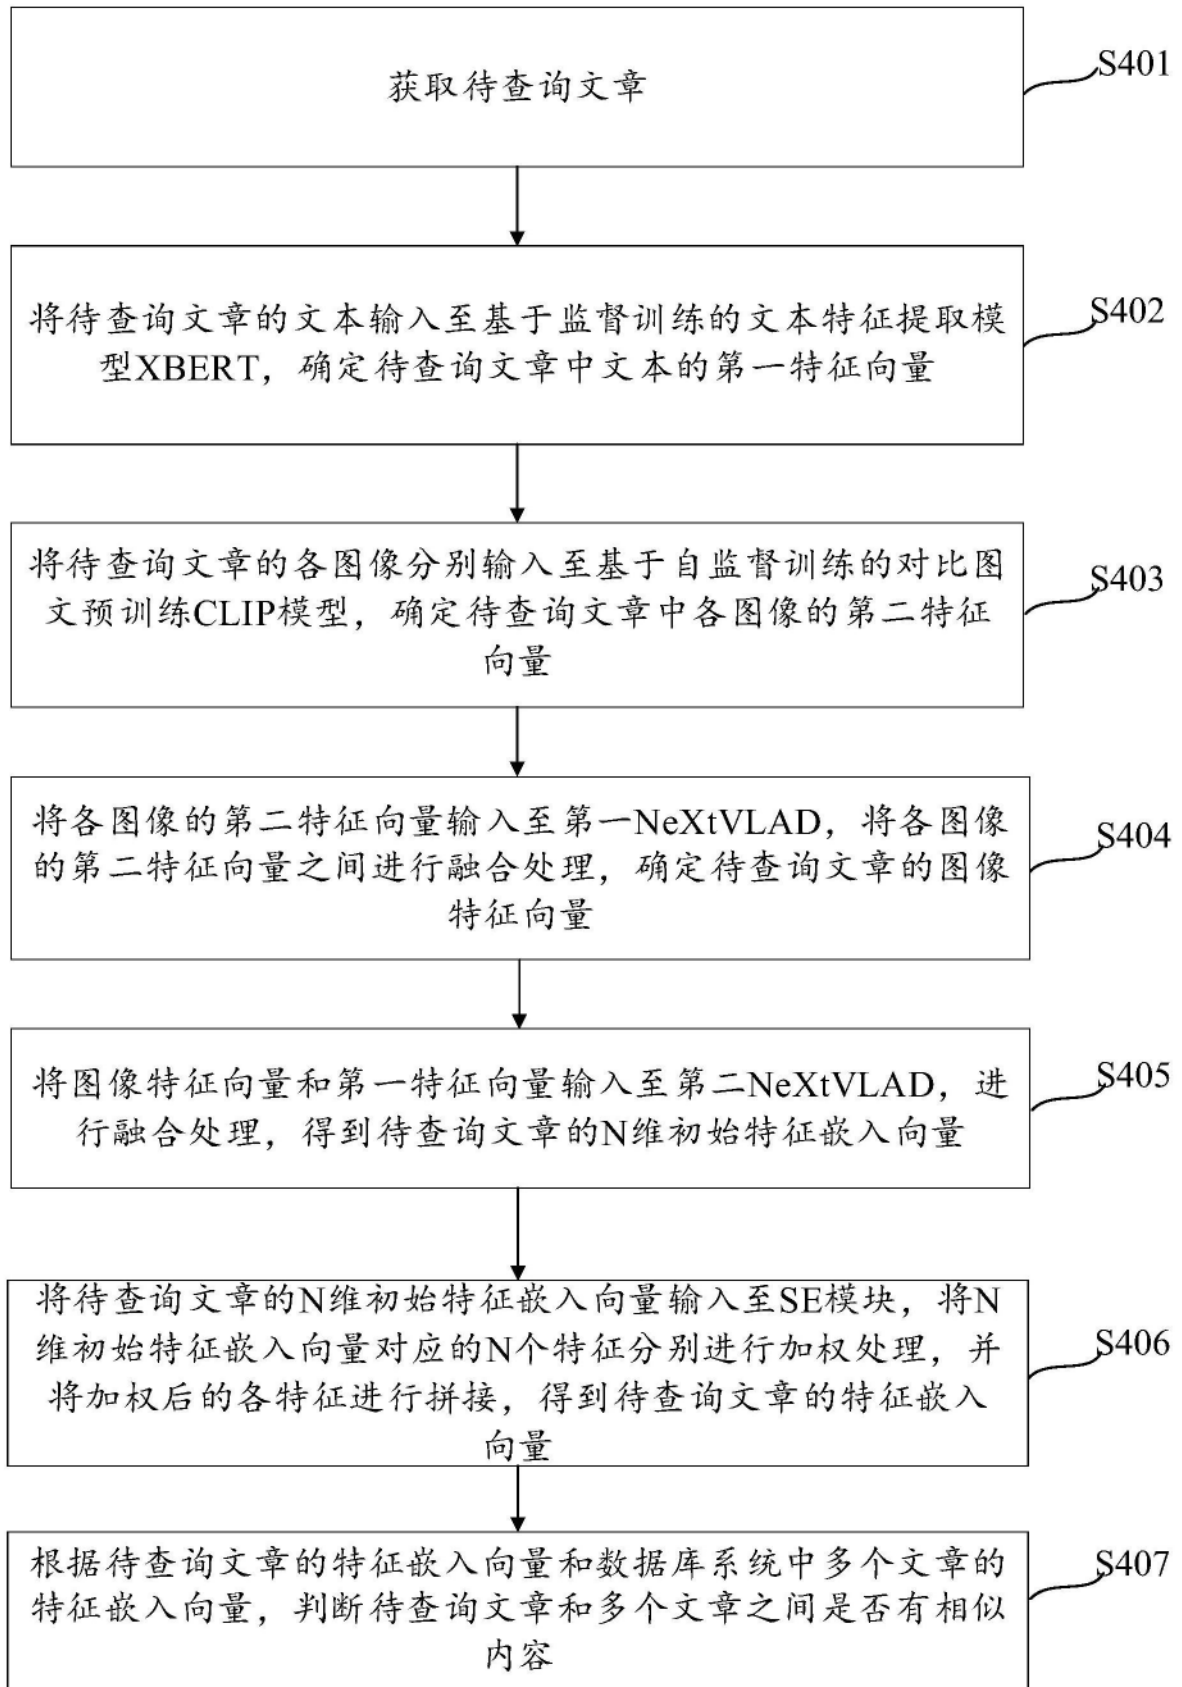 获取待查询文章
S401
将待查询文章的文本输入至基于监督训练的文本特征提取模
型XBERT，确定待查询文章中文本的第一特征向量
S402
将待查询文章的各图像分别输入至基于自监督训练的对比图
文预训练CLIP模型，确定待查询文章中各图像的第二特征
向量
S403
将各图像的第二特征向量输入至第一NeXtVLAD，将各图像
的第二特征向量之间进行融合处理，确定待查询文章的图像
特征向量
S404
将图像特征向量和第一特征向量输入至第二NeXtVLAD，进
行融合处理，得到待查询文章的N维初始特征嵌入向量
S405
将待查询文章的N维初始特征嵌入向量输入至SE模块，将N
维初始特征嵌入向量对应的N个特征分别进行加权处理，并
将加权后的各特征进行拼接，得到待查询文章的特征嵌入
向量
S406
根据待查询文章的特征嵌入向量和数据库系统中多个文章的
特征嵌入向量，判断待查询文章和多个文章之间是否有相似
内容
S407